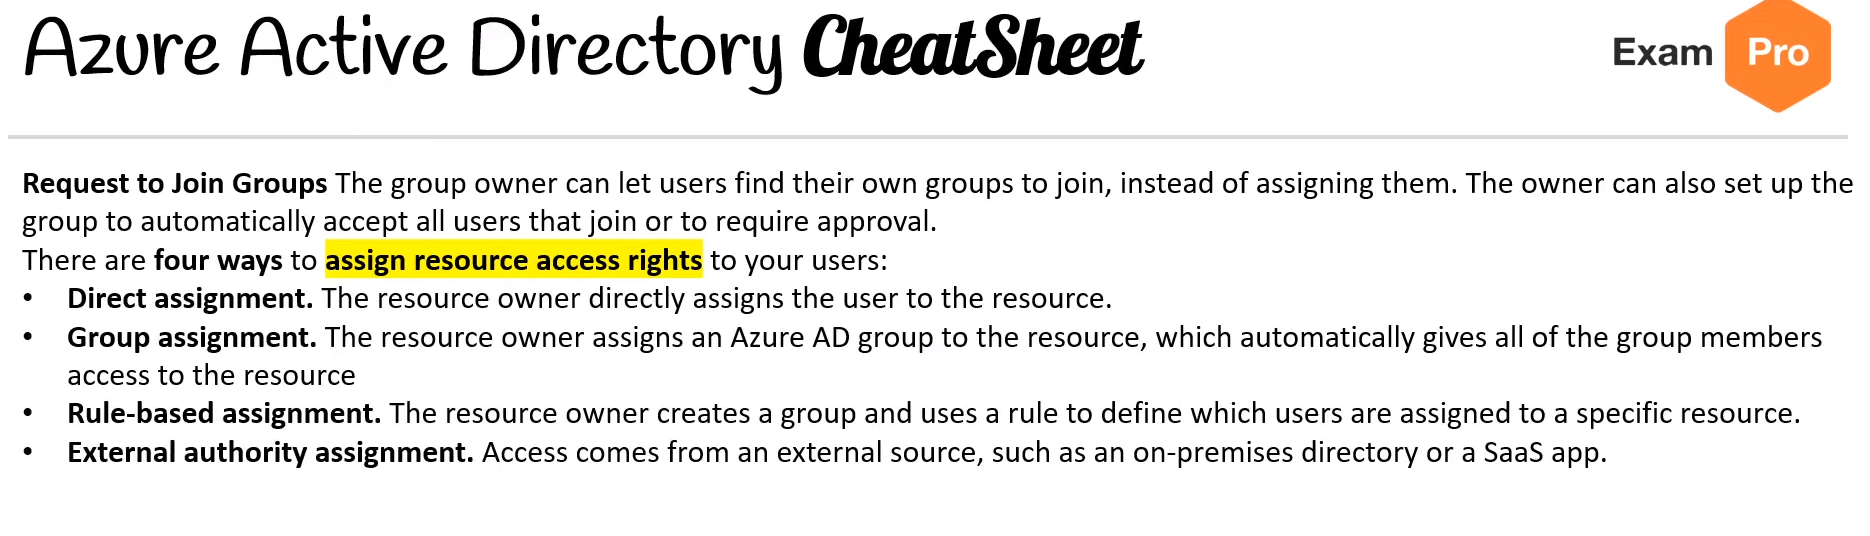 Azure Active Directory CheatSheet
Exam Pro
Request to Join Groups The group owner can let users find their own groups to join, instead of assigning them. The owner can also set up the
group to automatically accept all users that join or to require approval.
There are four ways to assign resource access rights to your users:
• Direct assignment. The resource owner directly assigns the user to the resource.
• Group assignment. The resource owner assigns an Azure AD group to the resource, which automatically gives all of the group members
access to the resource
• Rule-based assignment. The resource owner creates a group and uses a rule to define which users are assigned to a specific resource.
• External authority assignment. Access comes from an external source, such as an on-premises directory or a SaaS app.